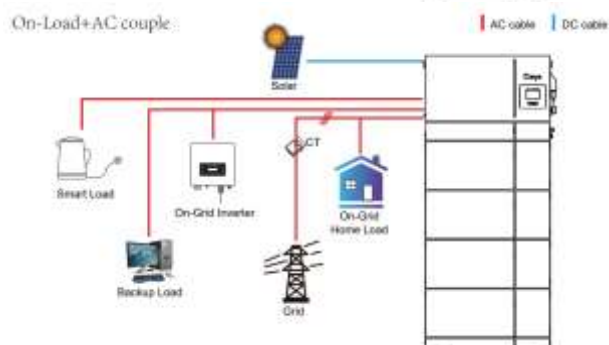 On-Load+AC couple
AC cable
DC cable
Solar
CT
Smart Load
On-Grid Inverter
On-Grid
Home Load
Backup Load
Grid